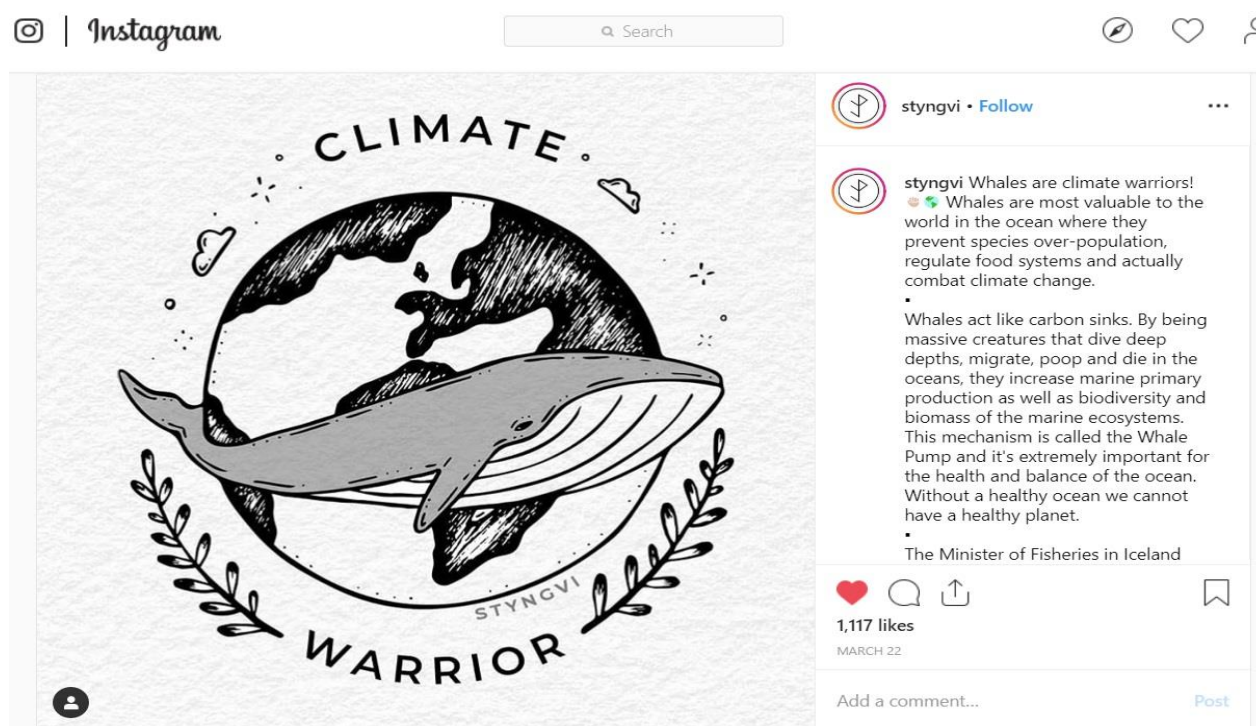 Instagram
Search
CLIMATE
WARRIOR
STYNGVI
styngvi • Follow
styngvi Whales are climate warriors!
✊🏻🌎 Whales are most valuable to the
world in the ocean where they
prevent species over-population,
regulate food systems and actually
combat climate change.
▪
Whales act like carbon sinks. By being
massive creatures that dive deep
depths, migrate, poop and die in the
oceans, they increase marine primary
production as well as biodiversity and
biomass of the marine ecosystems.
This mechanism is called the Whale
Pump and it's extremely important for
the health and balance of the ocean.
Without a healthy ocean we cannot
have a healthy planet.
▪
The Minister of Fisheries in Iceland
1,117 likes
MARCH 22
Add a comment...
Post